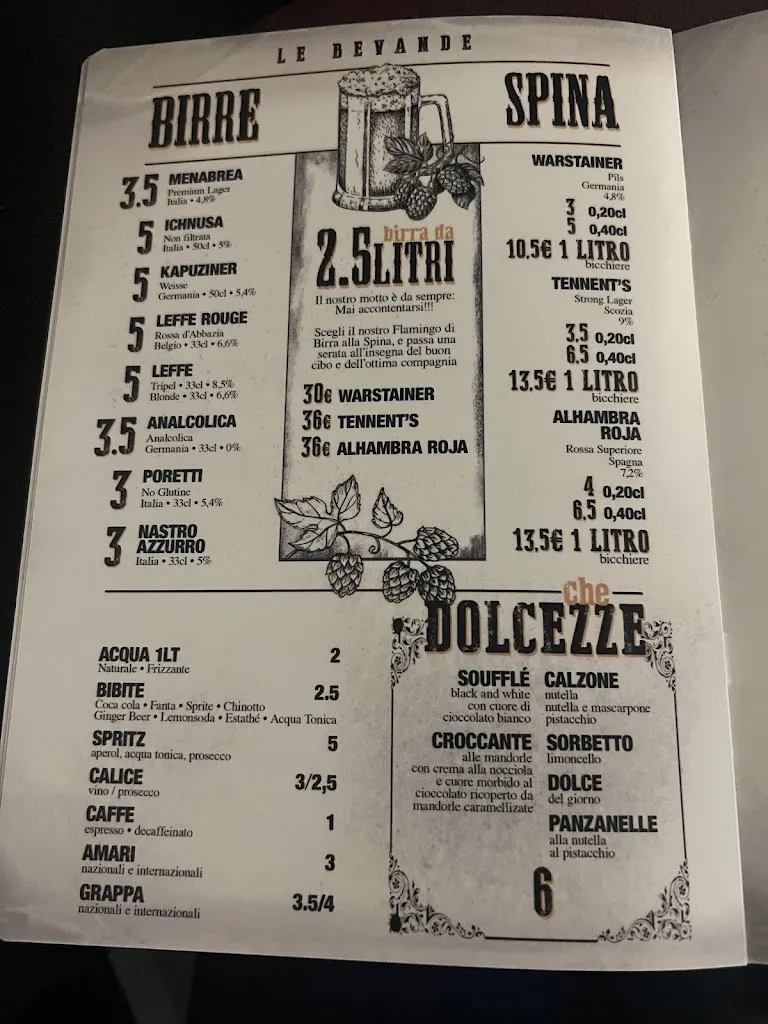 LE BEVANDE
BIRRE
3.5 MENABREA
Premium Lager
Italia • 4,8%
5 ICHNUSA
Non filtrata
Italia • 50cl • 5%
5 KAPUZINER
Weisse
Germania • 50cl • 5,4%
5 LEFFE ROUGE
Rossa d'Abbazia
Belgio • 33cl • 6,6%
5 LEFFE
Tripel • 33cl • 8,5%
Blonde • 33cl • 6,6%
3.5 ANALCOLICA
Analcolica
Germania • 33cl • 0%
3 PORETTI
No Glutine
Italia • 33cl • 5,4%
3 NASTRO
AZZURRO
Italia • 33cl • 5%
birra da
2.5LITRI
Il nostro motto è da sempre:
Mai accontentarsi!!!
Scegli il nostro Flamingo di
Birra alla Spina, e passa una
serata all'insegna del buon
cibo e dell'ottima compagnia
30€ WARSTAINER
36€ TENNENT'S
36€ ALHAMBRA ROJA
SPINA
WARSTAINER
Pils
Germania
4,8%
3 0,20cl
5 0,40cl
10.5€ 1 LITRO
bicchiere
TENNENT'S
Strong Lager
Scozia
9%
3,5 0,20cl
6,5 0,40cl
13,5€ 1 LITRO
bicchiere
ALHAMBRA
ROJA
Rossa Superiore
Spagna
7,2%
4 0,20cl
6,5 0,40cl
13,5€ 1 LITRO
bicchiere
ACQUA 1LT 2
Naturale • Frizzante
BIBITE 2.5
Coca cola • Fanta • Sprite • Chinotto
Ginger Beer • Lemonsoda • Estathé • Acqua Tonica
SPRITZ 5
aperol, acqua tonica, prosecco
CALICE 3/2,5
vino / prosecco
CAFFE 1
espresso • decaffeinato
AMARI 3
nazionali e internazionali
GRAPPA 3.5/4
nazionali e internazionali
che
DOLCEZZE
SOUFFLÉ
black and white
con cuore di
cioccolato bianco
CROCCANTE
alle mandorle
con crema alla nocciola
e cuore morbido al
cioccolato ricoperto da
mandorle caramellizate
CALZONE
nutella
nutella e mascarpone
pistacchio
SORBETTO
limoncello
DOLCE
del giorno
PANZANELLE
alla nutella
al pistacchio
6